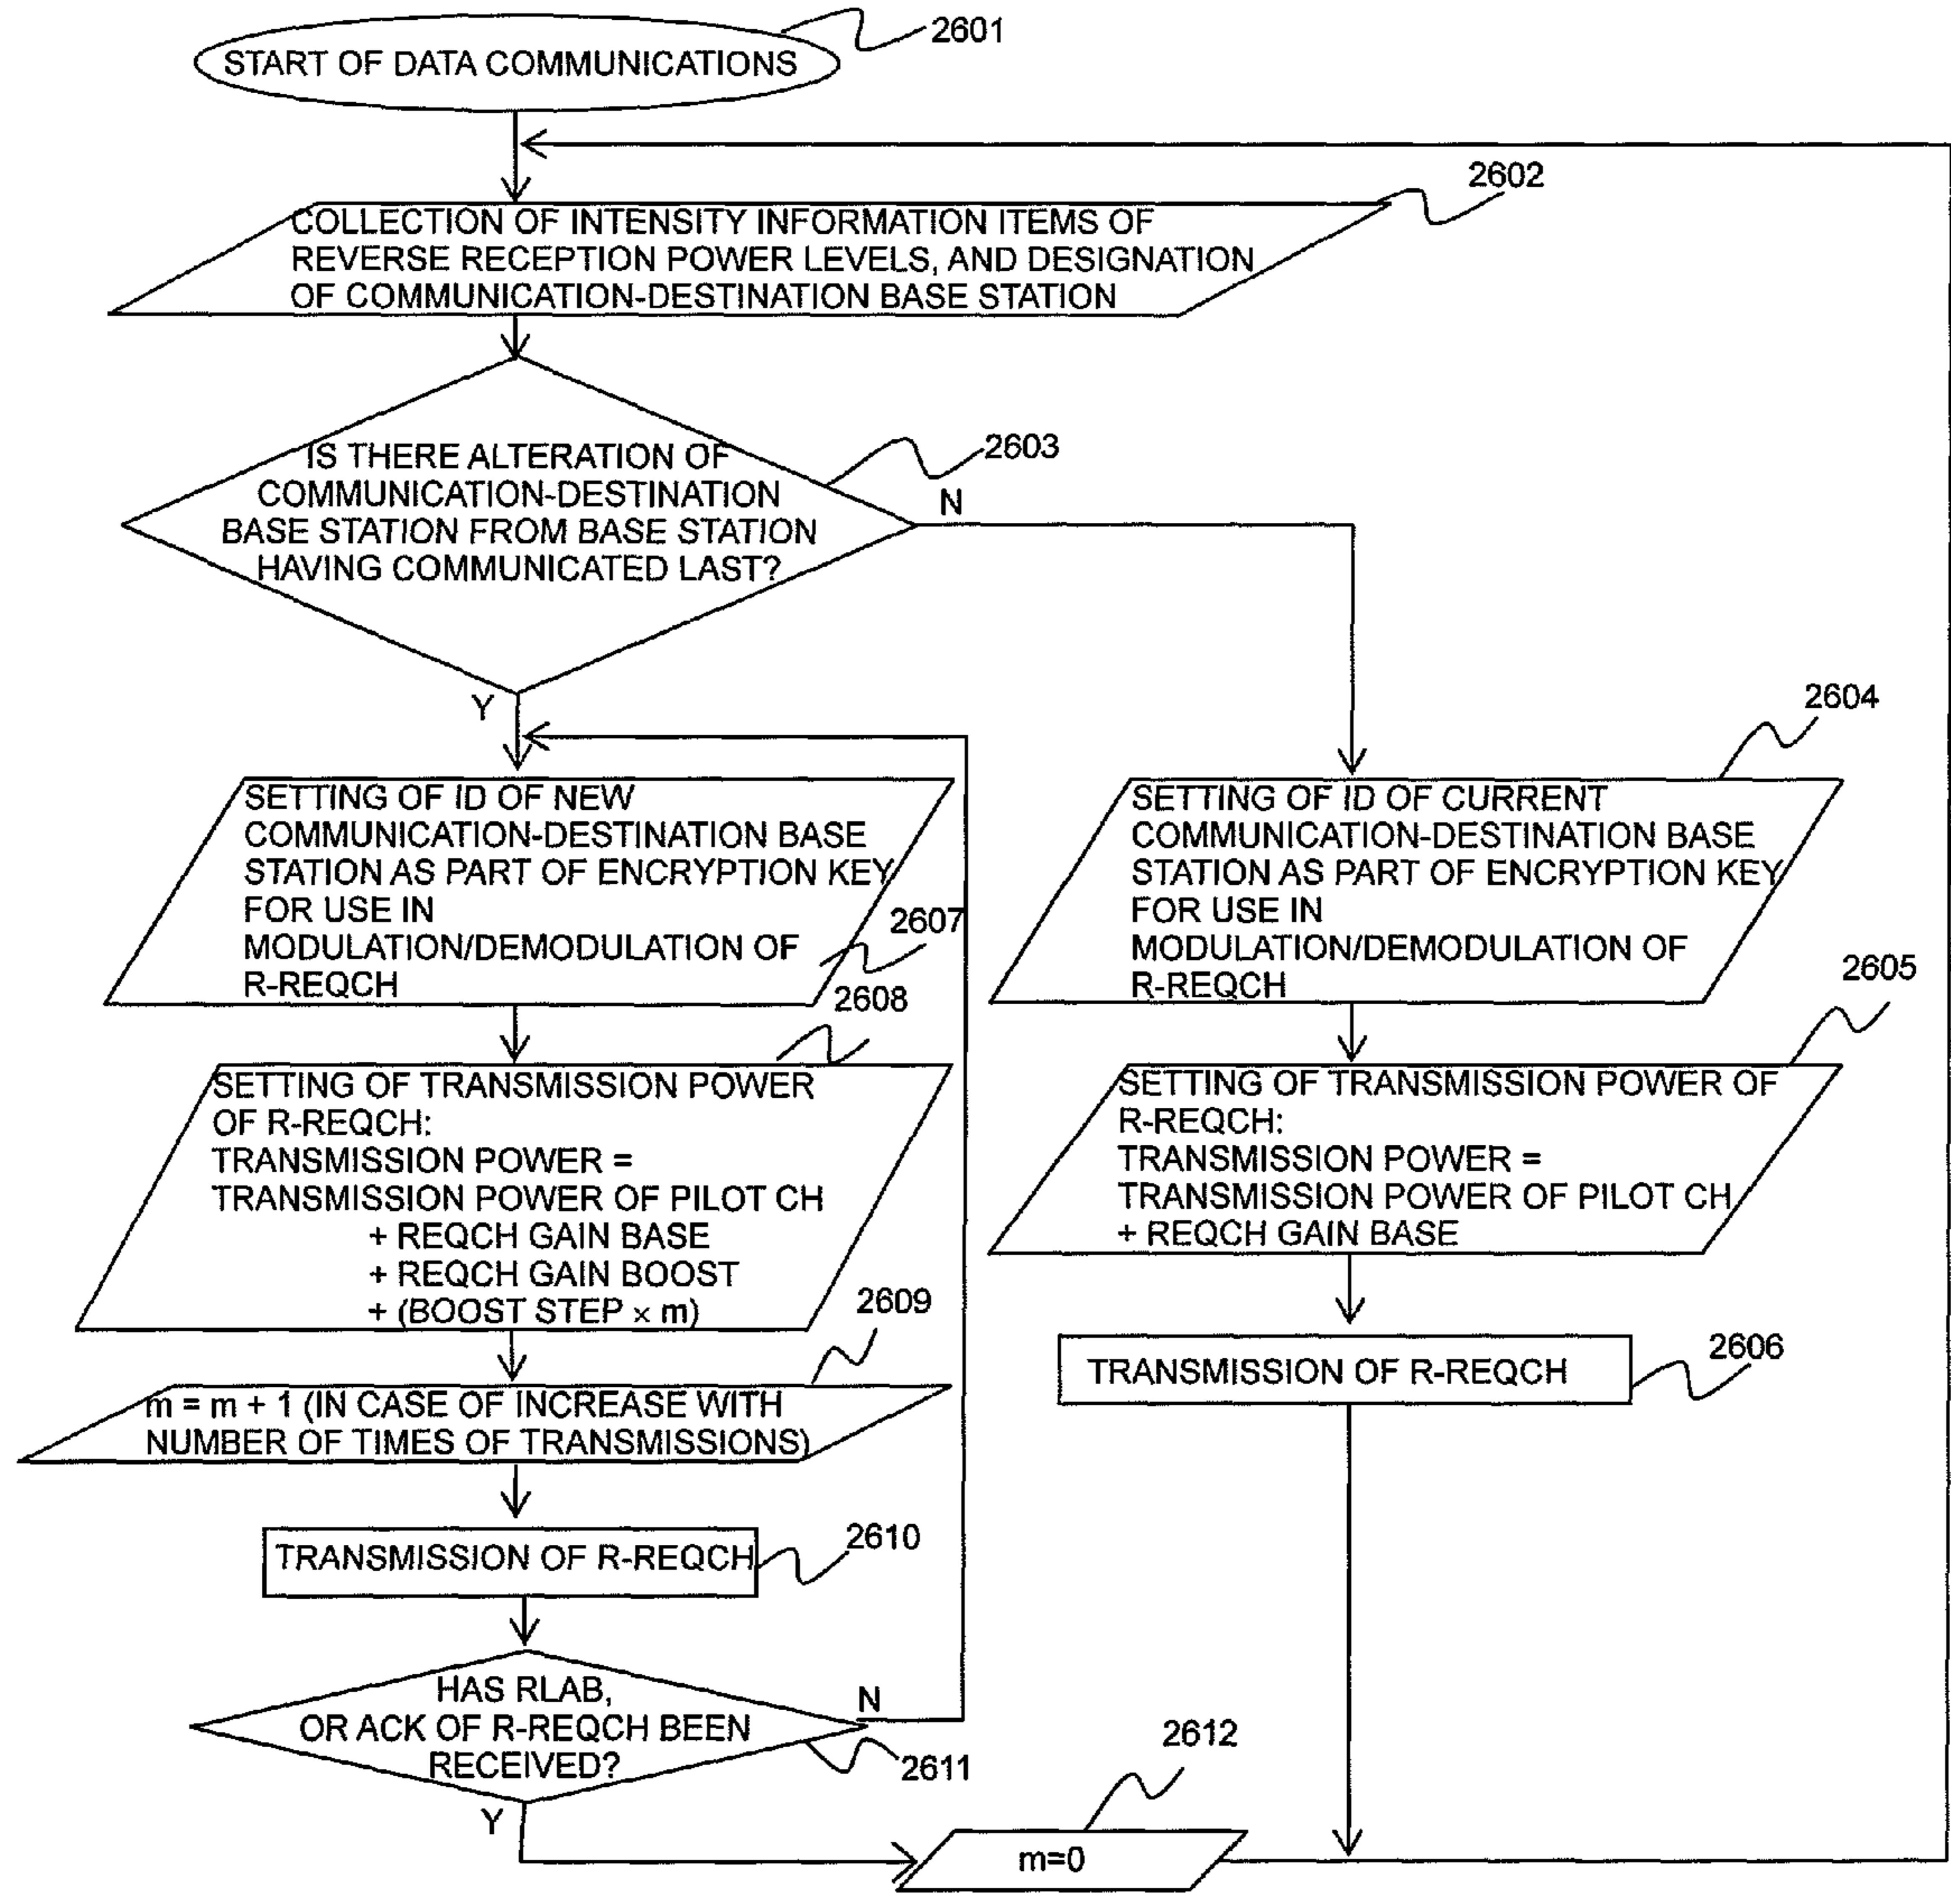 START OF DATA COMMUNICATIONS
2601
2602
COLLECTION OF INTENSITY INFORMATION ITEMS OF
REVERSE RECEPTION POWER LEVELS, AND DESIGNATION
OF COMMUNICATION-DESTINATION BASE STATION
2603
IS THERE ALTERATION OF
COMMUNICATION-DESTINATION
BASE STATION FROM BASE STATION
HAVING COMMUNICATED LAST?
N
Y
2604
SETTING OF ID OF NEW
COMMUNICATION-DESTINATION BASE
STATION AS PART OF ENCRYPTION KEY
FOR USE IN
MODULATION/DEMODULATION OF
R-REQCH
2607
SETTING OF ID OF CURRENT
COMMUNICATION-DESTINATION BASE
STATION AS PART OF ENCRYPTION KEY
FOR USE IN
MODULATION/DEMODULATION OF
R-REQCH
2608
2605
SETTING OF TRANSMISSION POWER
OF R-REQCH:
TRANSMISSION POWER =
TRANSMISSION POWER OF PILOT CH
+ REQCH GAIN BASE
+ REQCH GAIN BOOST
+ (BOOST STEP × m)
SETTING OF TRANSMISSION POWER OF
R-REQCH:
TRANSMISSION POWER =
TRANSMISSION POWER OF PILOT CH
+ REQCH GAIN BASE
2609
m = m + 1 (IN CASE OF INCREASE WITH
NUMBER OF TIMES OF TRANSMISSIONS)
TRANSMISSION OF R-REQCH
2606
TRANSMISSION OF R-REQCH
2610
HAS RLAB,
OR ACK OF R-REQCH BEEN
RECEIVED?
N
2611
Y
2612
m=0